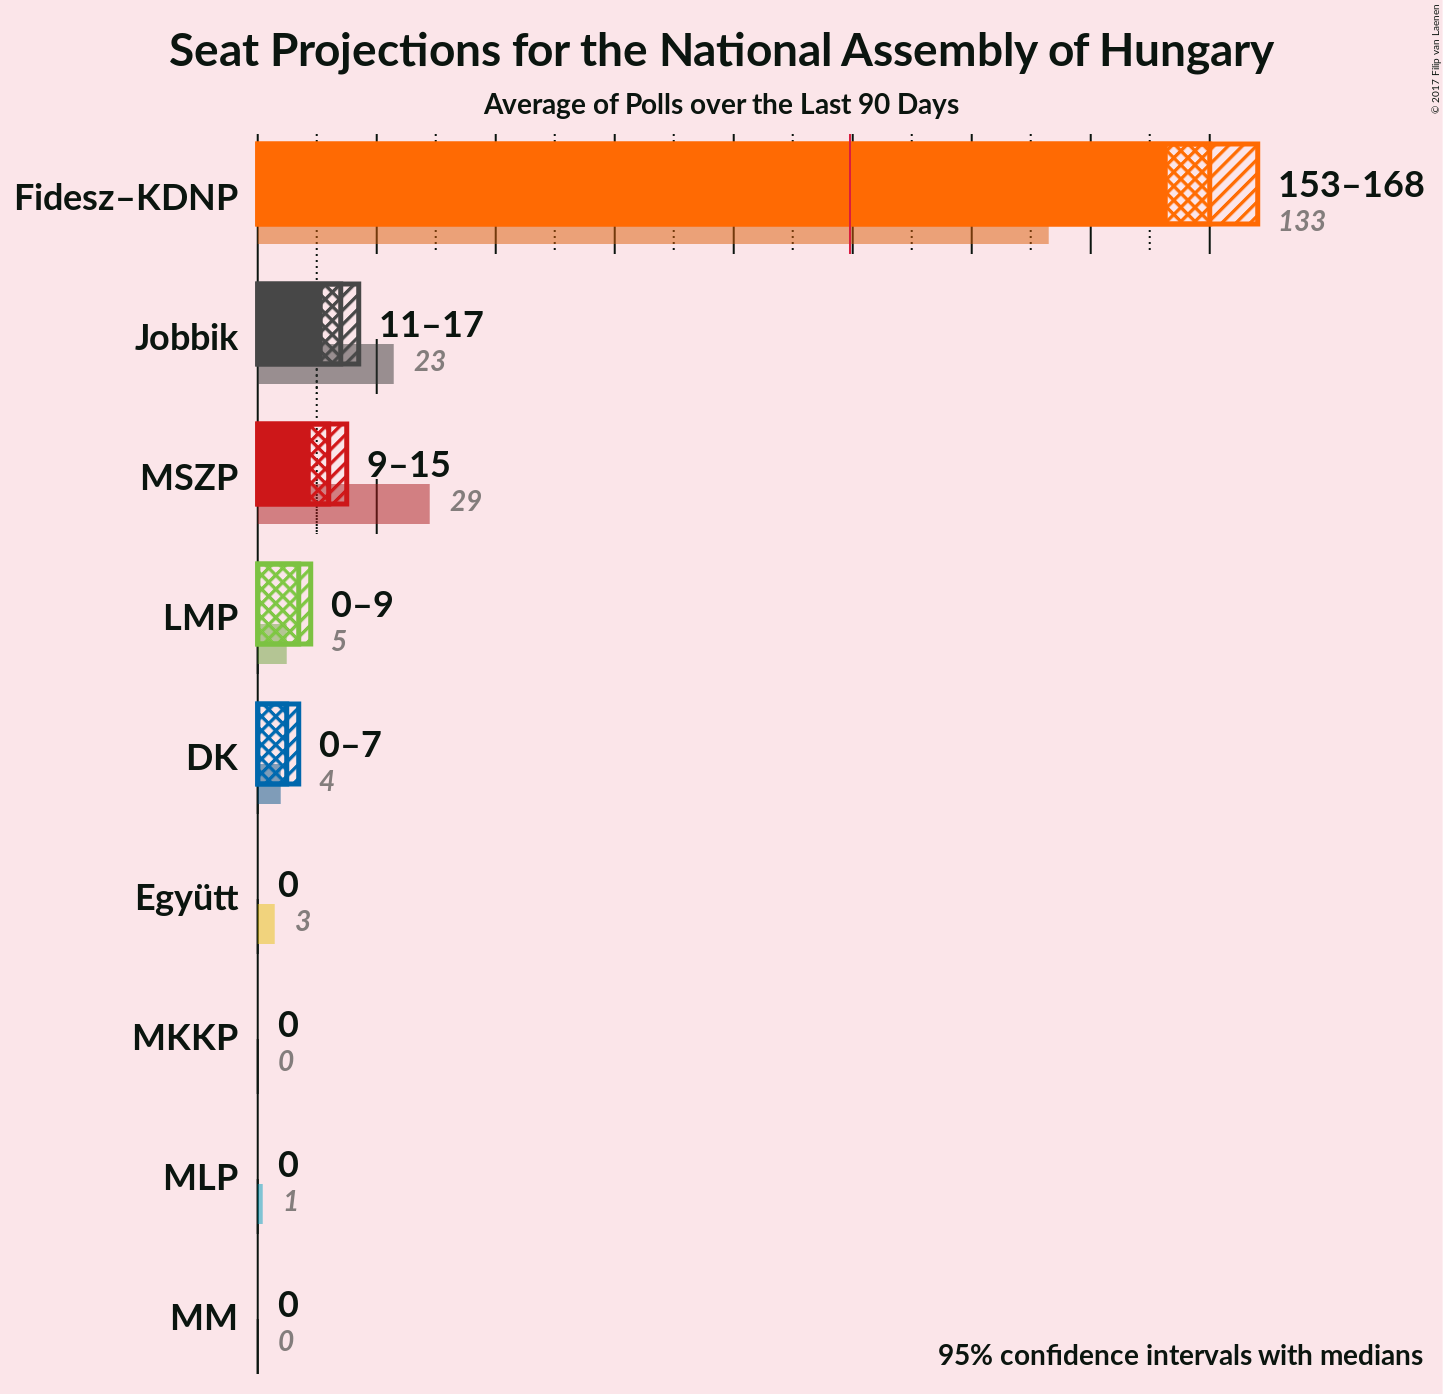 Seat Projections for the National Assembly of Hungary
Average of Polls over the Last 90 Days
© 2017 Filip van Laenen
Fidesz–KDNP
153–168
133
Jobbik
11–17
23
MSZP
9–15
29
LMP
0–9
5
DK
0–7
4
Együtt
0
3
MKKP
0
0
MLP
0
1
MM
0
0
95% confidence intervals with medians